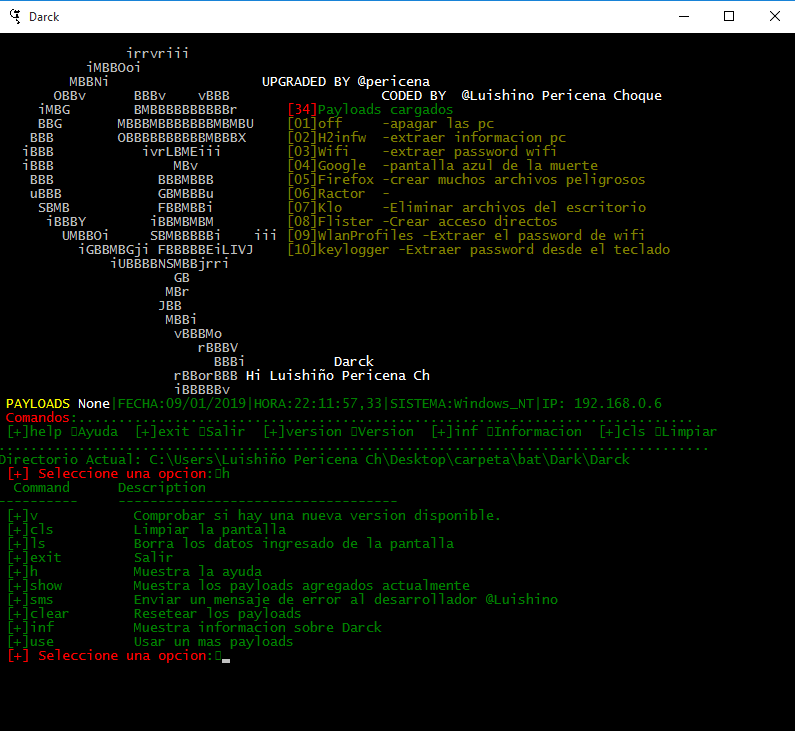 Darck
irrvriii
iMBBOoi
MBBNi UPGRADED BY @pericena
OBBv BBBv vBBB CODED BY @Luishino Pericena Choque
iMBG BMBBBBBBBBBBr [34]Payloads cargados
BBG MBBBMBBBBBBBMBMBU [01]off -apagar las pc
BBB OBBBBBBBBBBMBBBX [02]H2infw -extraer informacion pc
iBBB ivrLBMEiii [03]Wifi -extraer password wifi
iBBB MBv [04]Google -pantalla azul de la muerte
BBB BBBMBBB [05]Firefox -crear muchos archivos peligrosos
uBBB GBMBBBu [06]Ractor -
SBMB FBBMBBi [07]Klo -Eliminar archivos del escritorio
iBBBY iBBMBMBM [08]Flister -Crear acceso directos
UMBBOi SBMBBBBBi iii [09]WlanProfiles -Extraer el password de wifi
iGBBMBGji FBBBBBEiLIVJ [10]keylogger -Extraer password desde el teclado
iUBBBBNSMBBjrri
GB
MBr
JBB
MBBi
vBBBMo
rBBBV
BBBi Darck
rBBorBBB Hi Luishiño Pericena Ch
iBBBBBv
PAYLOADS None|FECHA:09/01/2019|HORA:22:11:57,33|SISTEMA:Windows_NT|IP: 192.168.0.6
Comandos:............................................................................
[+]help ▯Ayuda [+]exit ▯Salir [+]version ▯Version [+]inf ▯Informacion [+]cls ▯Limpiar
.......................................................................................
Directorio Actual: C:\Users\Luishiño Pericena Ch\Desktop\carpeta\bat\Dark\Darck
[+] Seleccione una opcion:▯h
Command Description
---------- ----------------------------------
[+]v Comprobar si hay una nueva version disponible.
[+]cls Limpiar la pantalla
[+]ls Borra los datos ingresado de la pantalla
[+]exit Salir
[+]h Muestra la ayuda
[+]show Muestra los payloads agregados actualmente
[+]sms Enviar un mensaje de error al desarrollador @Luishino
[+]clear Resetear los payloads
[+]inf Muestra informacion sobre Darck
[+]use Usar un mas payloads
[+] Seleccione una opcion:▯_